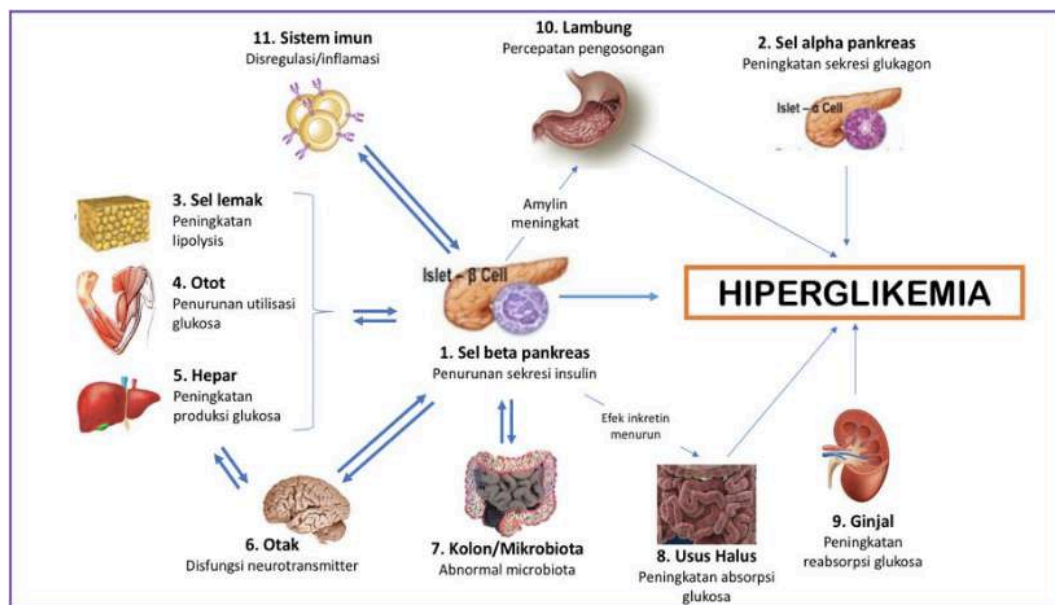 11. Sistem imun
Disregulasi/inflamasi
10. Lambung
Percepatan pengosongan
2. Sel alpha pankreas
Peningkatan sekresi glukagon
Islet – α Cell
3. Sel lemak
Peningkatan
lipolysis
Amylin
meningkat
4. Otot
Penurunan utilisasi
glukosa
Islet – β Cell
HIPERGLIKEMIA
1. Sel beta pankreas
Penurunan sekresi insulin
5. Hepar
Peningkatan
produksi glukosa
Efek inkretin
menurun
6. Otak
Disfungsi neurotransmitter
7. Kolon/Mikrobiota
Abnormal microbiota
8. Usus Halus
Peningkatan absorpsi
glukosa
9. Ginjal
Peningkatan
reabsorpsi glukosa